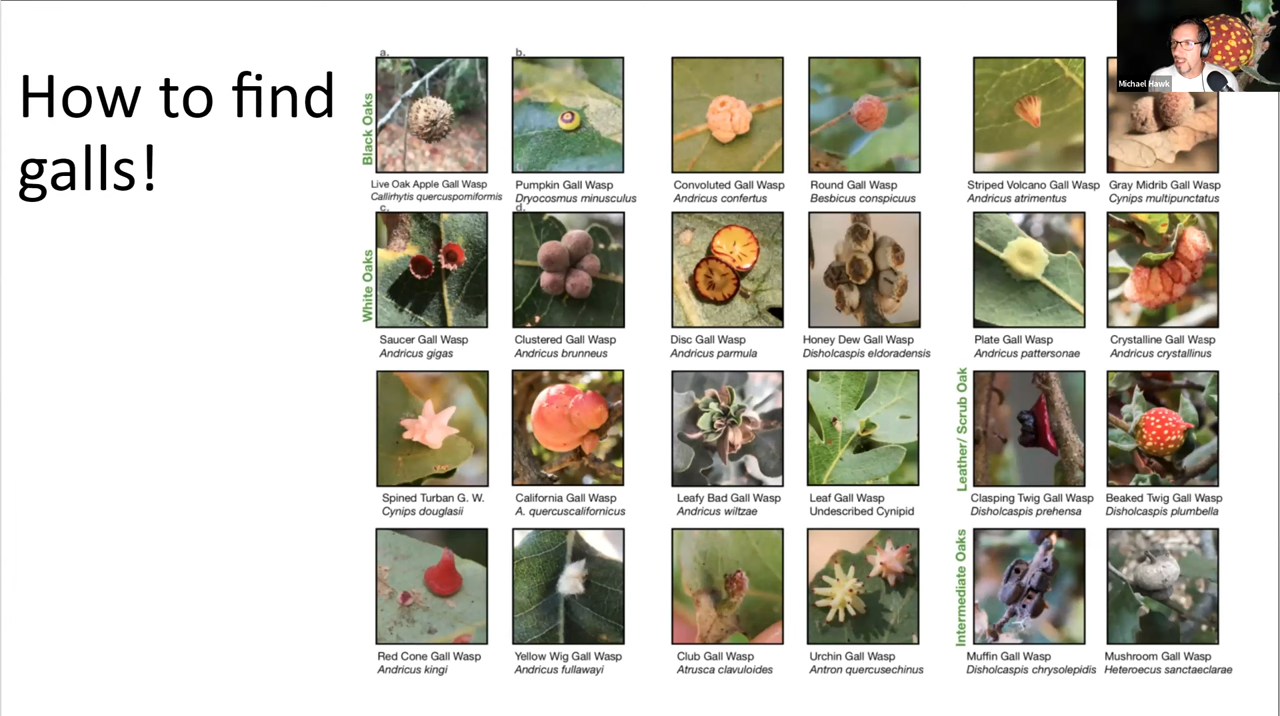 How to find
galls!
Michael Hawk
a.
b.
Black Oaks
Live Oak Apple Gall Wasp
Callirhytis quercuspomiformis
Pumpkin Gall Wasp
Dryocosmus minusculus
Convoluted Gall Wasp
Andricus confertus
Round Gall Wasp
Besbicus conspicuus
Striped Volcano Gall Wasp
Andricus atrimentus
Gray Midrib Gall Wasp
Cynips multipunctatus
c.
d.
White Oaks
Saucer Gall Wasp
Andricus gigas
Clustered Gall Wasp
Andricus brunneus
Disc Gall Wasp
Andricus parmula
Honey Dew Gall Wasp
Disholcaspis eldoradensis
Plate Gall Wasp
Andricus pattersonae
Crystalline Gall Wasp
Andricus crystallinus
Leather/ Scrub Oak
Spined Turban G. W.
Cynips douglasii
California Gall Wasp
A. quercuscalifornicus
Leafy Bad Gall Wasp
Andricus wiltzae
Leaf Gall Wasp
Undescribed Cynipid
Clasping Twig Gall Wasp
Disholcaspis prehensa
Beaked Twig Gall Wasp
Disholcaspis plumbella
Intermediate Oaks
Red Cone Gall Wasp
Andricus kingi
Yellow Wig Gall Wasp
Andricus fullawayi
Club Gall Wasp
Atrusca clavuloides
Urchin Gall Wasp
Antron quercusechinus
Muffin Gall Wasp
Disholcaspis chrysolepidis
Mushroom Gall Wasp
Heteroecus sanctaeclarae